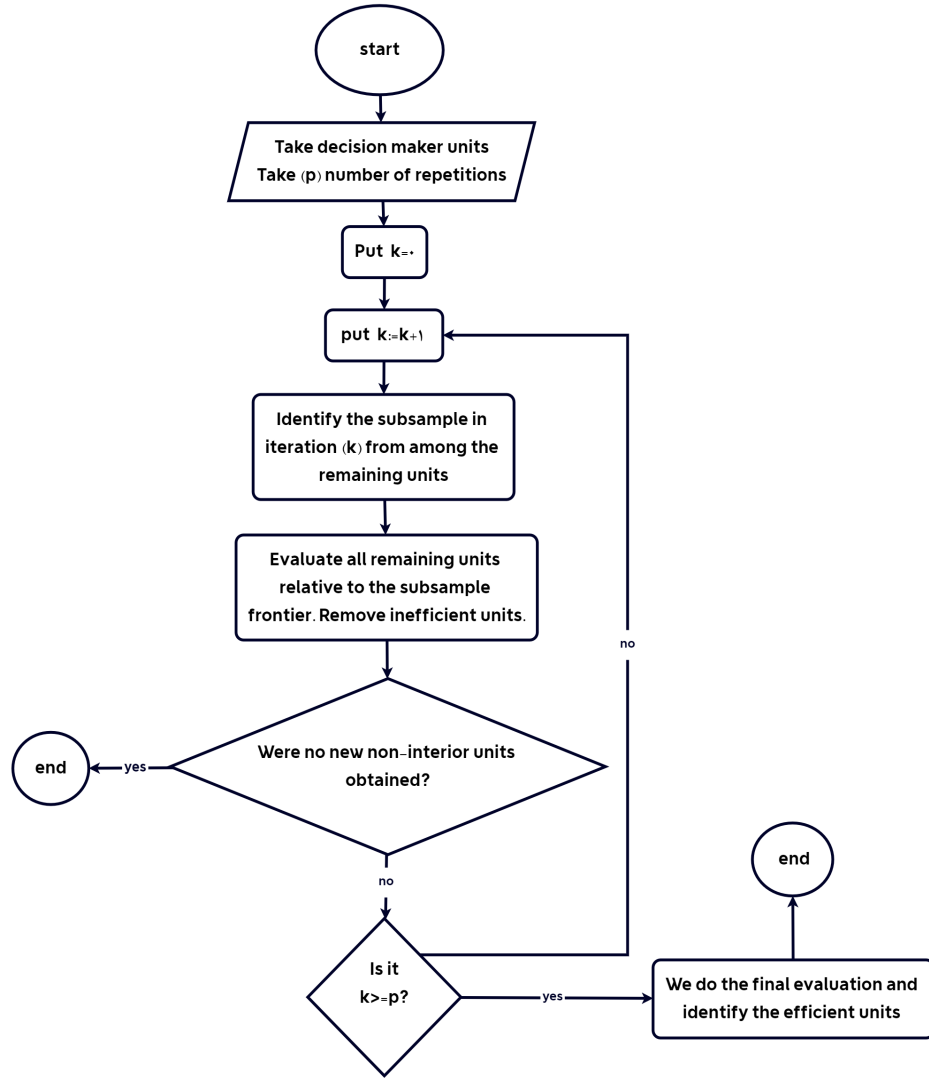 start
Take decision maker units
Take (p) number of repetitions
Put k=۰
put k:=k+۱
Identify the subsample in
iteration (k) from among the
remaining units
Evaluate all remaining units
relative to the subsample
frontier. Remove inefficient units.
no
Were no new non-interior units
obtained?
yes
end
no
Is it
k>=p?
yes
We do the final evaluation and
identify the efficient units
end